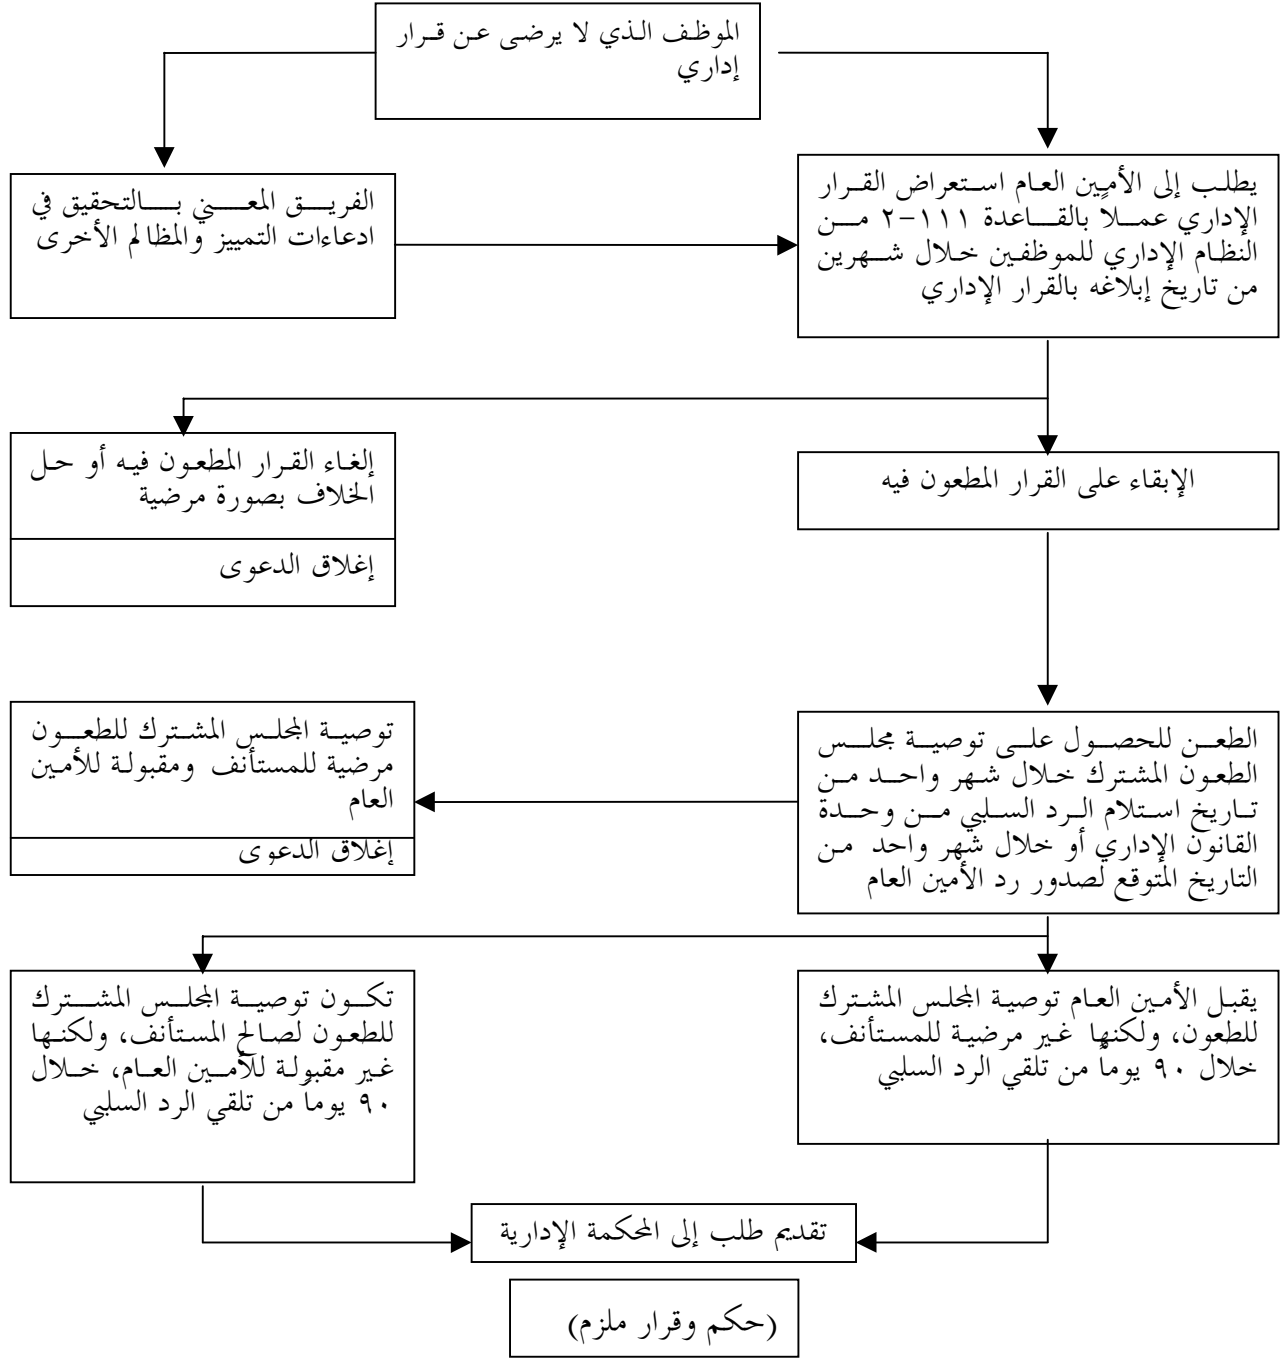 الموظف الذي لا يرضى عن قرار
إداري
يطلب إلى الأمين العام استعراض القرار
الإداري عملاً بالقاعدة ١١١-٢ من
النظام الإداري للموظفين خلال شهرين
من تاريخ إبلاغه بالقرار الإداري
الفريق المعني بالتحقيق في
ادعاءات التمييز والمظالم الأخرى
الإبقاء على القرار المطعون فيه
إلغاء القرار المطعون فيه أو حل
الخلاف بصورة مرضية
إغلاق الدعوى
الطعن للحصول على توصية مجلس
الطعون المشترك خلال شهر واحد من
تاريخ استلام الرد السلبي من وحدة
القانون الإداري أو خلال شهر واحد من
التاريخ المتوقع لصدور رد الأمين العام
توصية المجلس المشترك للطعون
مرضية للمستأنف ومقبولة للأمين
العام
إغلاق الدعوى
يقبل الأمين العام توصية المجلس المشترك
للطعون، ولكنها غير مرضية للمستأنف،
خلال ٩٠ يوماً من تلقي الرد السلبي
تكون توصية المجلس المشترك
للطعون لصالح المستأنف، ولكنها
غير مقبولة للأمين العام، خلال
٩٠ يوماً من تلقي الرد السلبي
تقديم طلب إلى المحكمة الإدارية
(حكم وقرار ملزم)